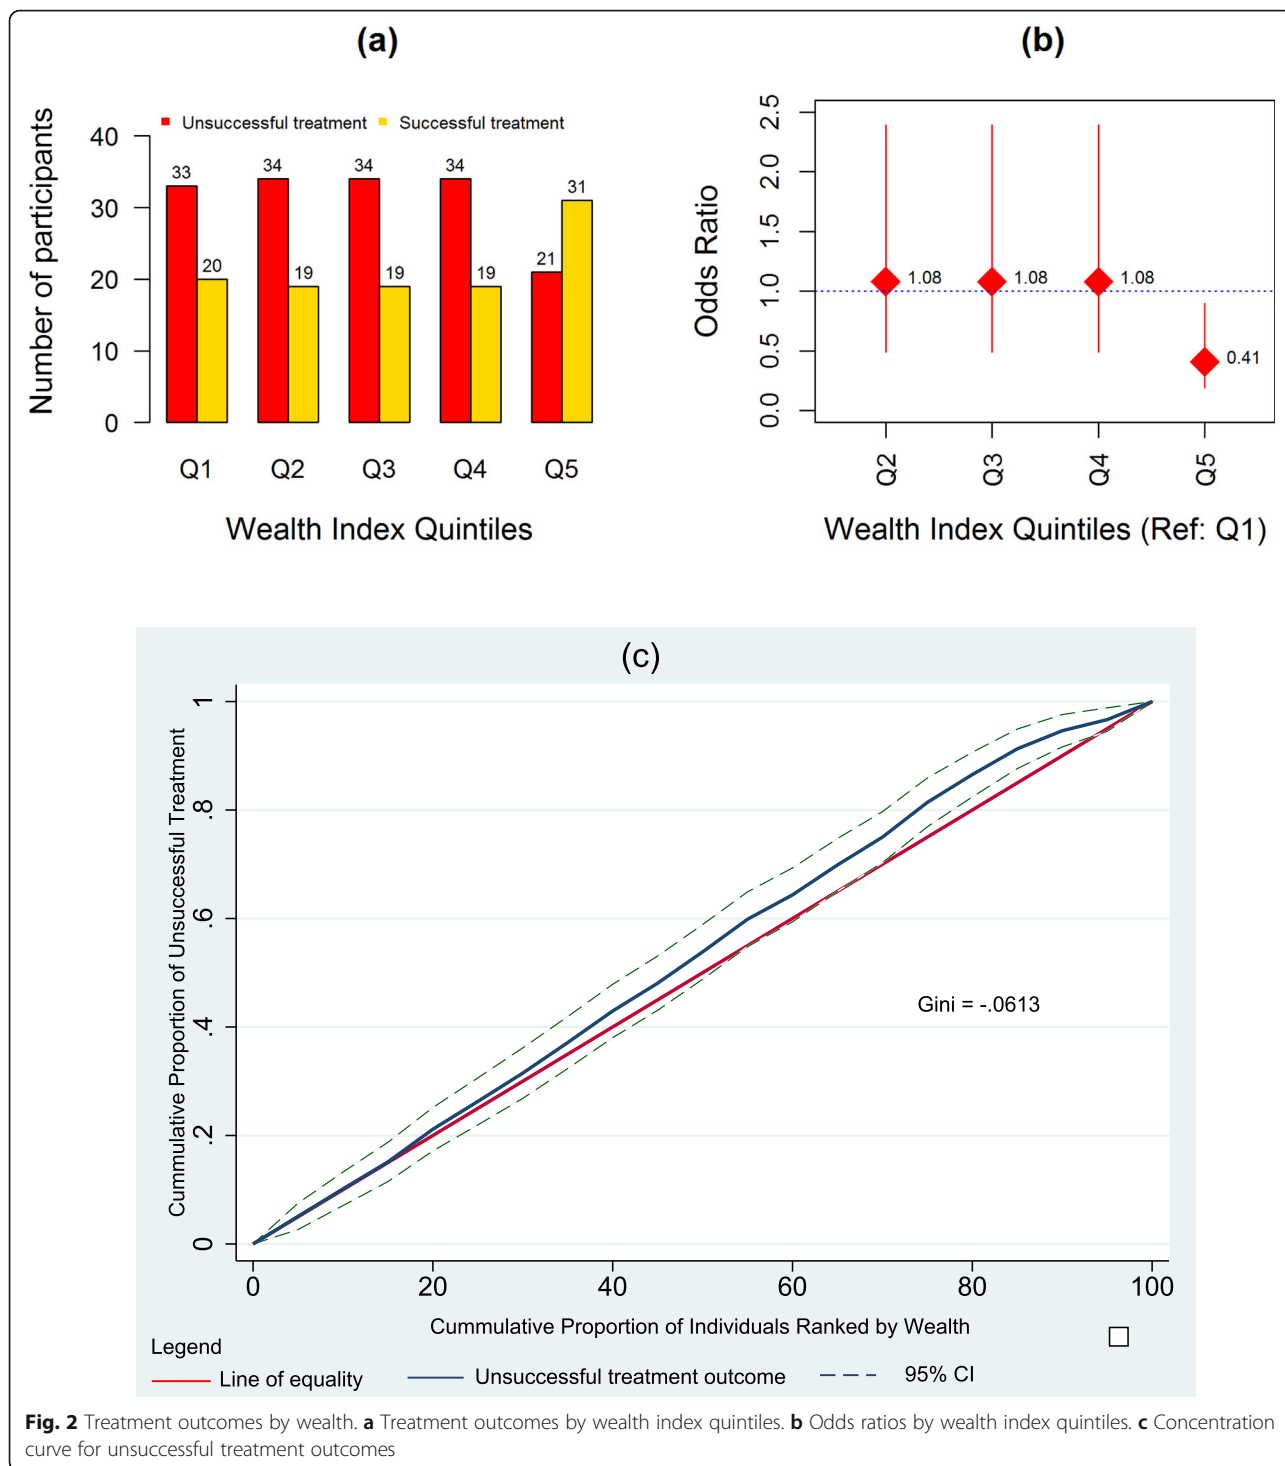 (a)
Unsuccessful treatment Successful treatment
Number of participants
40
30
20
10
0
33 20 34 19 34 19 34 19 21 31
Q1 Q2 Q3 Q4 Q5
Wealth Index Quintiles
(b)
Odds Ratio
2.5
2.0
1.5
1.0
0.5
0.0
1.08 1.08 1.08 0.41
Q2 Q3 Q4 Q5
Wealth Index Quintiles (Ref: Q1)
(c)
Cummulative Proportion of Unsuccessful Treatment
1
.8
.6
.4
.2
0
Gini = -.0613
0 20 40 60 80 100
Cummulative Proportion of Individuals Ranked by Wealth
Legend
Line of equality Unsuccessful treatment outcome 95% CI
Fig. 2 Treatment outcomes by wealth. a Treatment outcomes by wealth index quintiles. b Odds ratios by wealth index quintiles. c Concentration
curve for unsuccessful treatment outcomes